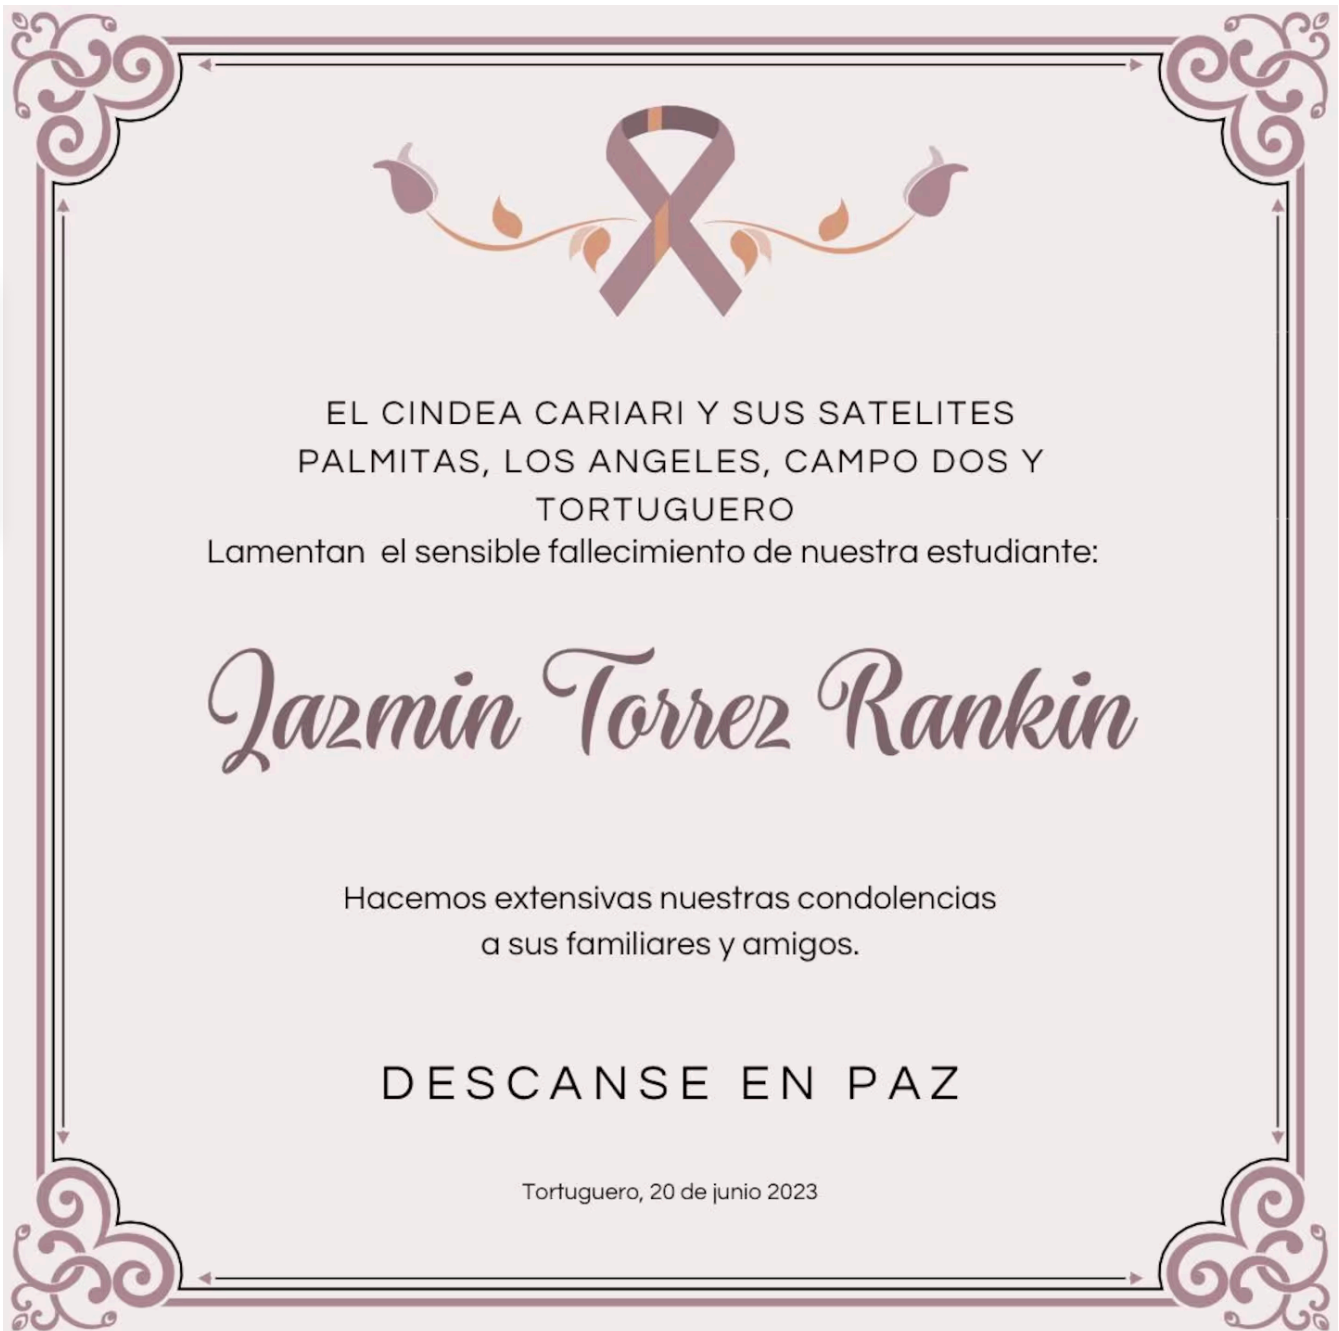 EL CINDEA CARIARI Y SUS SATELITES
PALMITAS, LOS ANGELES, CAMPO DOS Y
TORTUGUERO
Lamentan el sensible fallecimiento de nuestra estudiante:
Jazmin Torrez Rankin
Hacemos extensivas nuestras condolencias
a sus familiares y amigos.
DESCANSE EN PAZ
Tortuguero, 20 de junio 2023